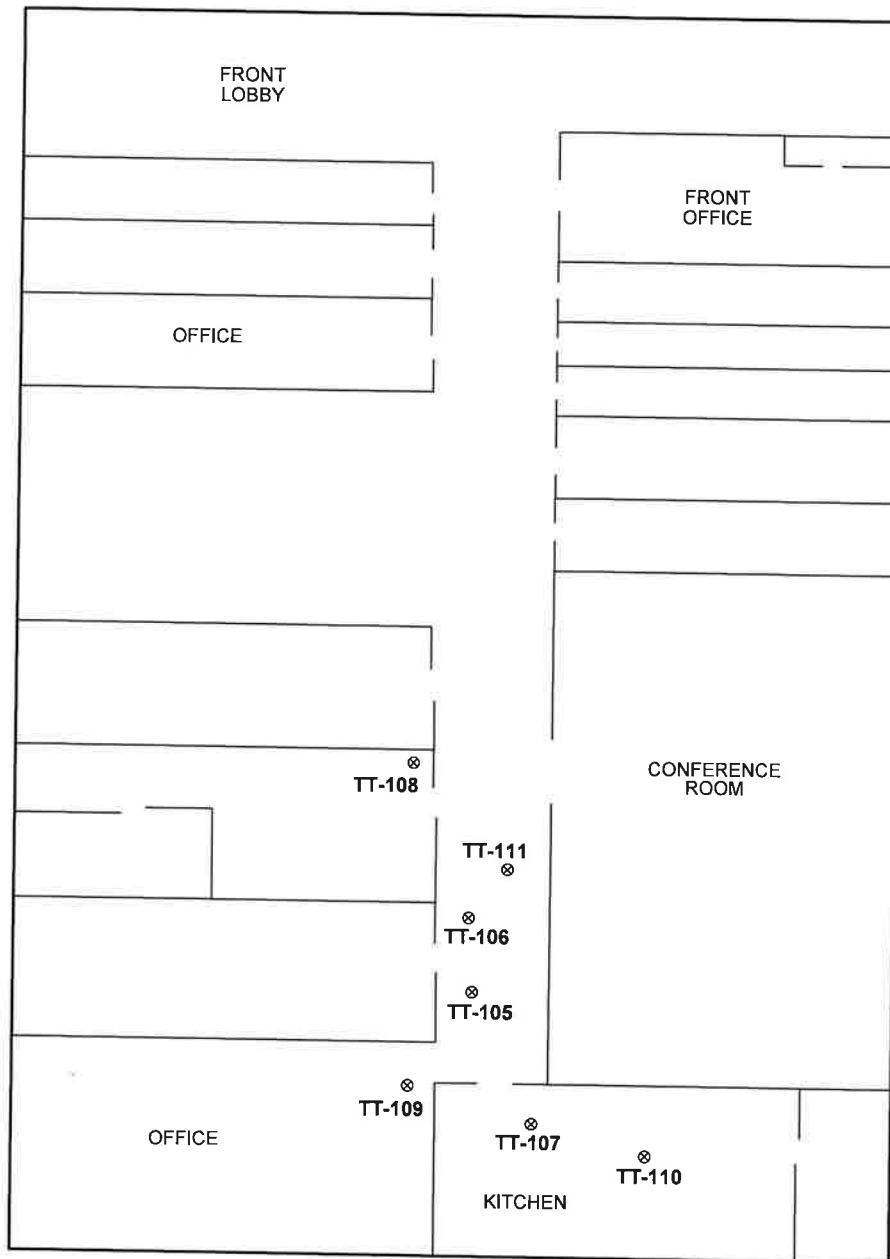 FRONT
LOBBY
FRONT
OFFICE
OFFICE
CONFERENCE
ROOM
TT-108
TT-111
TT-106
TT-105
TT-109
TT-107
TT-110
OFFICE
KITCHEN